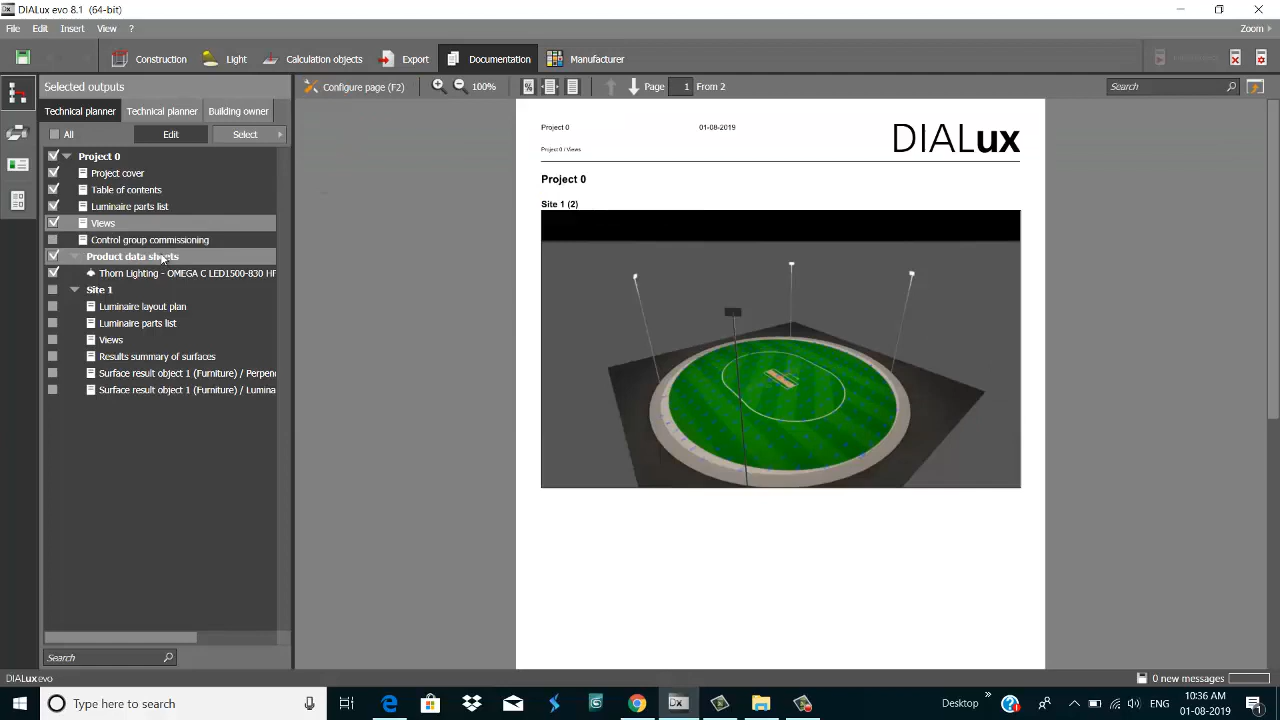 DIALux evo 8.1 (64-bit)
File Edit Insert View ? Zoom
Construction Light Calculation objects Export Documentation Manufacturer
Selected outputs
Configure page (F2) 100% Page 1 From 2 Search
Technical planner Technical planner Building owner
All Edit Select
Project 0
Project cover
Table of contents
Luminaire parts list
Views
Control group commissioning
Product data sheets
Thorn Lighting - OMEGA C LED1500-830 HF
Site 1
Luminaire layout plan
Luminaire parts list
Views
Results summary of surfaces
Surface result object 1 (Furniture) / Perpen
Surface result object 1 (Furniture) / Lumina
Search
Project 0 01-08-2019
DIALux
Project 0 / Views
Project 0
Site 1 (2)
DIALux evo
0 new messages
Type here to search
Desktop » ENG 10:36 AM
01-08-2019